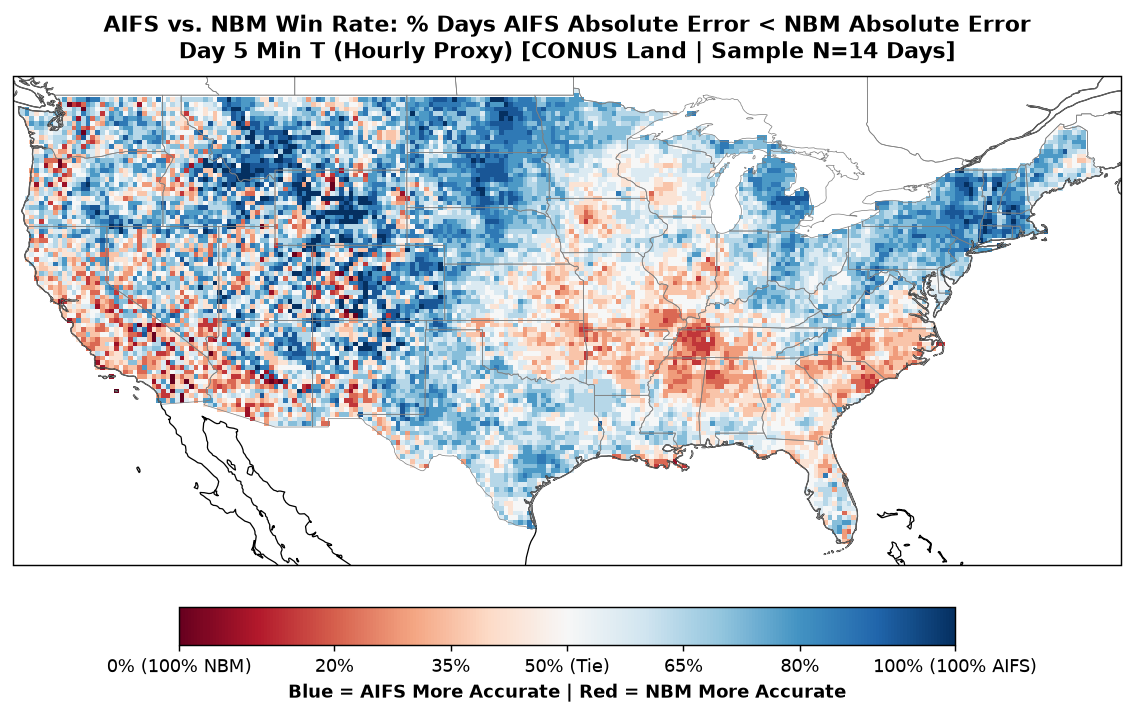 AIFS vs. NBM Win Rate: % Days AIFS Absolute Error < NBM Absolute Error
Day 5 Min T (Hourly Proxy) [CONUS Land | Sample N=14 Days]
0% (100% NBM) 20% 35% 50% (Tie) 65% 80% 100% (100% AIFS)
Blue = AIFS More Accurate | Red = NBM More Accurate